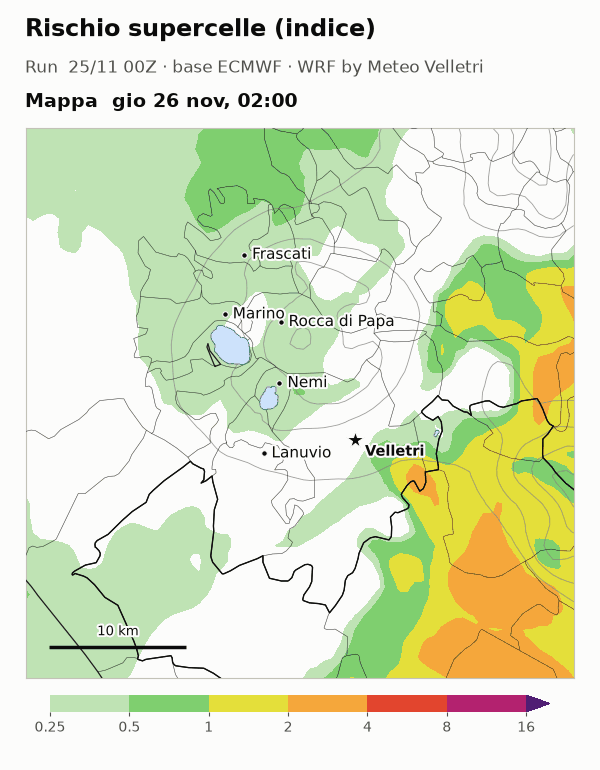 Rischio supercelle (indice)
Run  25/11 00Z · base ECMWF · WRF by Meteo Velletri
Mappa  gio 26 nov, 02:00
Frascati
Marino
Rocca di Papa
Nemi
Velletri
Lanuvio
10 km
0.25 0.5 1 2 4 8 16